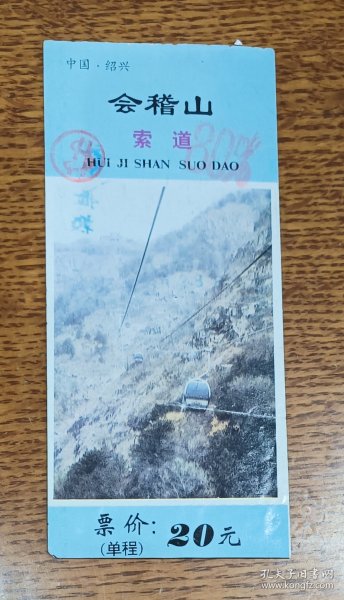 中国·绍兴
会稽山
索道
HUI JI SHAN SUO DAO
票价:
(单程)
20元
孔夫子旧书网